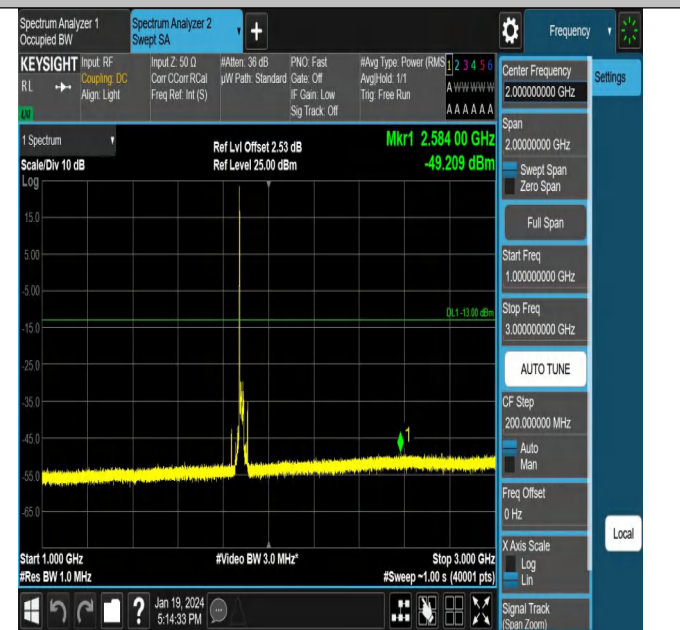 Spectrum Analyzer 1
Occupied BW
Spectrum Analyzer 2
Swept SA
+
Frequency
KEYSIGHT
RL
LXI
Input: RF
Coupling: DC
Align: Light
Input Z: 50 Ω
Corr CCorr RCal
Freq Ref: Int (S)
#Atten: 36 dB
µW Path: Standard
PNO: Fast
Gate: Off
IF Gain: Low
Sig Track: Off
#Avg Type: Power (RMS
Avg|Hold: 1/1
Trig: Free Run
1 2 3 4 5 6
A W W W W W
A A A A A A
1 Spectrum
Scale/Div 10 dB
Log
Ref Lvl Offset 2.53 dB
Ref Level 25.00 dBm
Mkr1 2.584 00 GHz
-49.209 dBm
15.0
5.00
-5.00
-15.0
-25.0
-35.0
-45.0
-55.0
-65.0
DL1 -13.00 dBm
1
Start 1.000 GHz
#Res BW 1.0 MHz
#Video BW 3.0 MHz*
Stop 3.000 GHz
#Sweep ~1.00 s (40001 pts)
Center Frequency
2.000000000 GHz
Settings
Span
2.00000000 GHz
Swept Span
Zero Span
Full Span
Start Freq
1.000000000 GHz
Stop Freq
3.000000000 GHz
AUTO TUNE
CF Step
200.000000 MHz
Auto
Man
Freq Offset
0 Hz
X Axis Scale
Log
Lin
Signal Track
(Span Zoom)
Local
?
Jan 19, 2024
5:14:33 PM